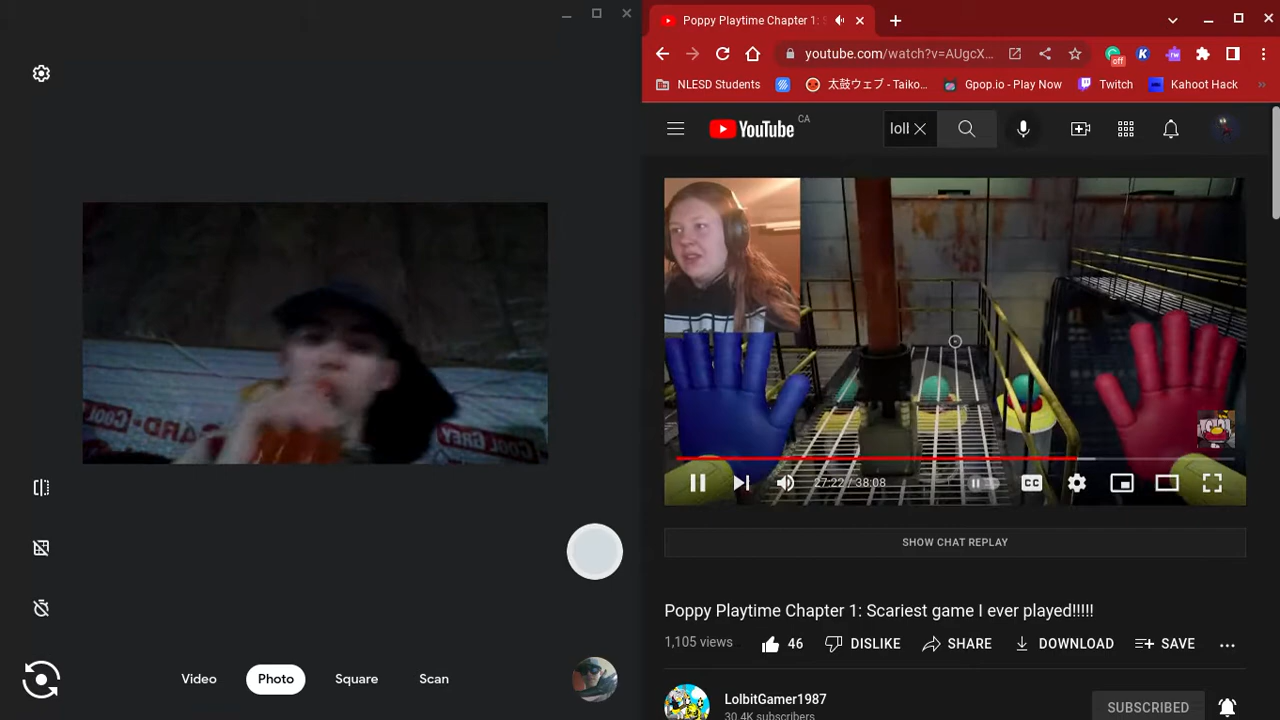 Poppy Playtime Chapter 1: S
youtube.com/watch?v=AUgcX...
off
NLESD Students
太鼓ウェブ - Taiko...
Gpop.io - Play Now
Twitch
Kahoot Hack
YouTube
CA
loll
COOL GREY
27:22 / 38:08
CC
SHOW CHAT REPLAY
Poppy Playtime Chapter 1: Scariest game I ever played!!!!!
1,105 views
46
DISLIKE
SHARE
DOWNLOAD
SAVE
LolbitGamer1987
30.4K subscribers
SUBSCRIBED
Video
Photo
Square
Scan